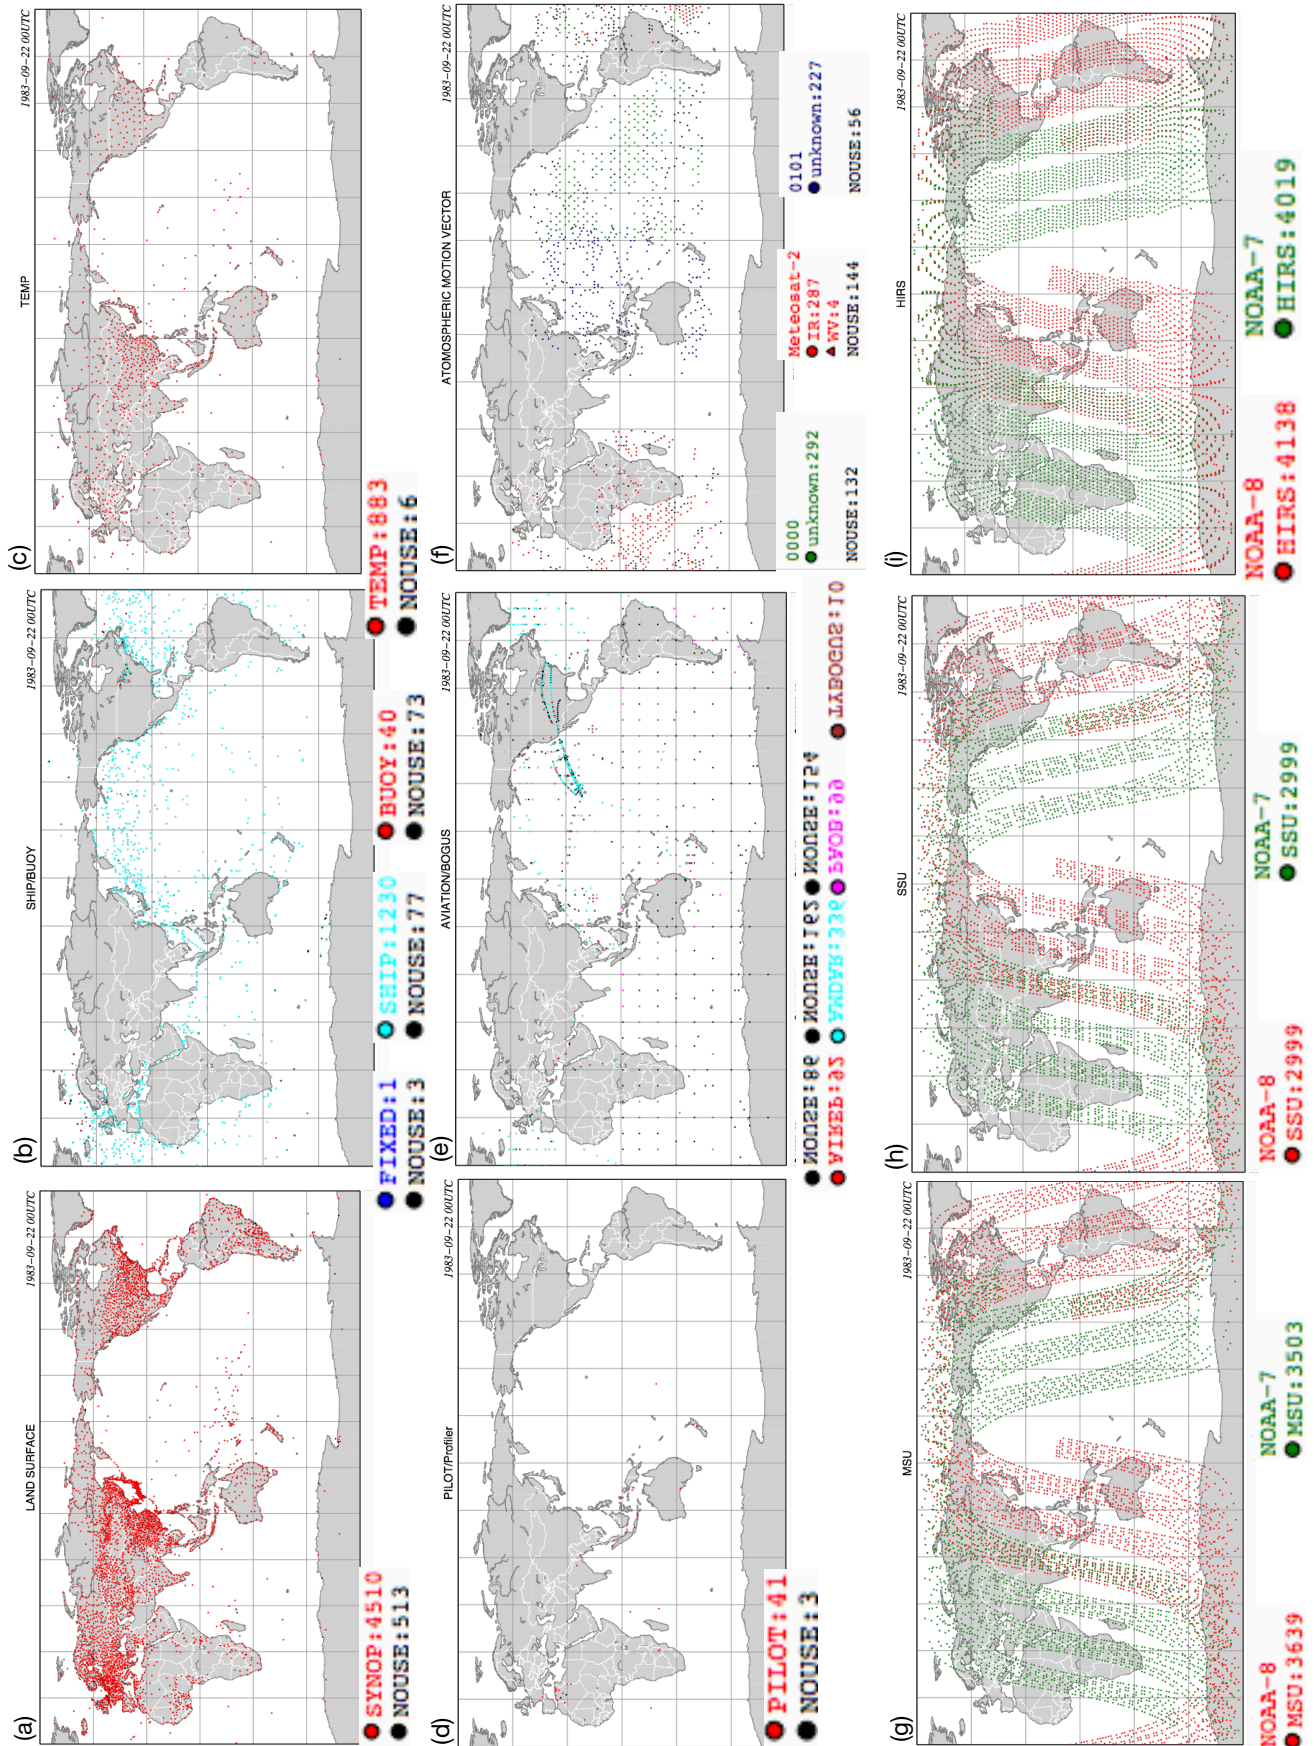 (a)
LAND SURFACE
1983-09-22 00UTC
SYNOP:4510
NOUSE:513
(b)
SHIP/BUOY
1983-09-22 00UTC
FIXED:1
SHIP:1230
BUOY:40
NOUSE:3
NOUSE:77
NOUSE:73
(c)
TEMP
1983-09-22 00UTC
TEMP:883
NOUSE:6
(d)
PILOT/Profiler
1983-09-22 00UTC
PILOT:41
NOUSE:3
(e)
AVIATION/BOGUS
1983-09-22 00UTC
NOUSE:86
NOUSE:162
NOUSE:154
AIREP:92
AMDAR:336
PAOB:99
TYBOGUS:10
(f)
ATOMOSPHERIC MOTION VECTOR
1983-09-22 00UTC
0000
unknown:292
NOUSE:132
Meteosat-2
IR:287
WV:4
NOUSE:144
0101
unknown:227
NOUSE:56
(g)
MSU
1983-09-22 00UTC
NOAA-8
MSU:3639
NOAA-7
MSU:3503
(h)
SSU
1983-09-22 00UTC
NOAA-8
SSU:2999
NOAA-7
SSU:2999
(i)
HIRS
1983-09-22 00UTC
NOAA-8
HIRS:4138
NOAA-7
HIRS:4019